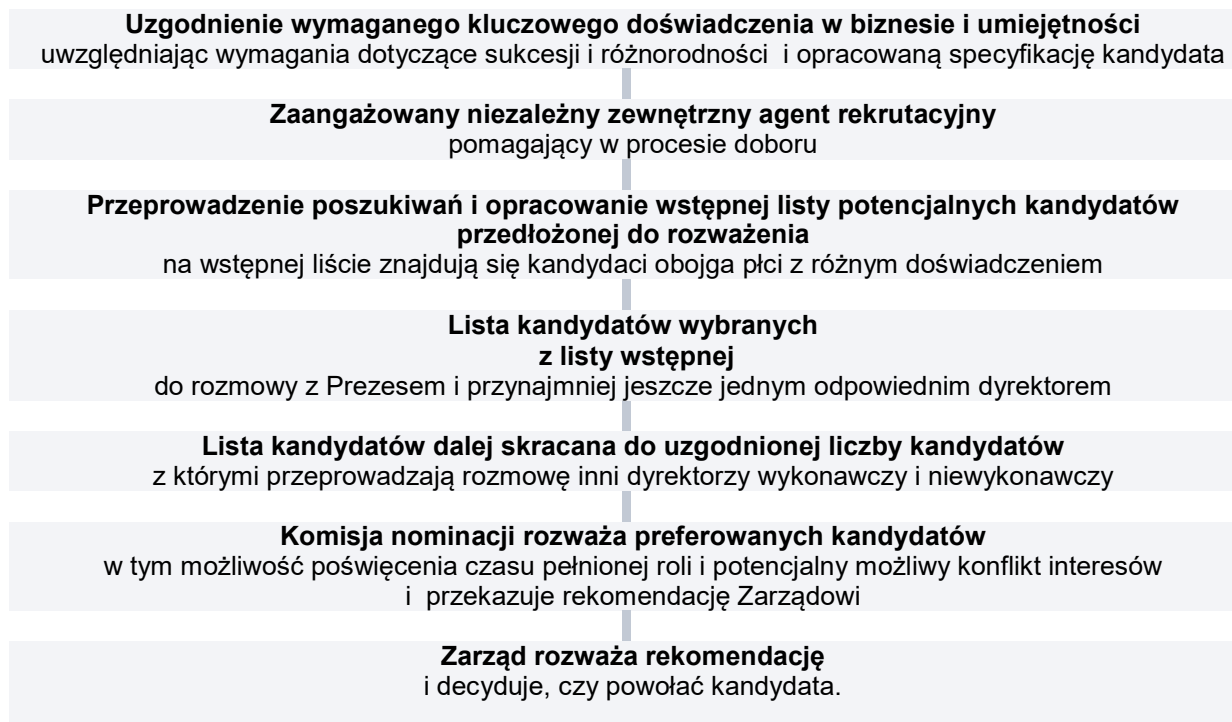 Uzgodnienie wymaganego kluczowego doświadczenia w biznesie i umiejętności
uwzględniając wymagania dotyczące sukcesji i różnorodności i opracowaną specyfikację kandydata
Zaangażowany niezależny zewnętrzny agent rekrutacyjny
pomagający w procesie doboru
Przeprowadzenie poszukiwań i opracowanie wstępnej listy potencjalnych kandydatów
przedłożonej do rozważenia
na wstępnej liście znajdują się kandydaci obojga płci z różnym doświadczeniem
Lista kandydatów wybranych
z listy wstępnej
do rozmowy z Prezesem i przynajmniej jeszcze jednym odpowiednim dyrektorem
Lista kandydatów dalej skracana do uzgodnionej liczby kandydatów
z którymi przeprowadzają rozmowę inni dyrektorzy wykonawczy i niewykonawczy
Komisja nominacji rozważa preferowanych kandydatów
w tym możliwość poświęcenia czasu pełnionej roli i potencjalny możliwy konflikt interesów
i przekazuje rekomendację Zarządowi
Zarząd rozważa rekomendację
i decyduje, czy powołać kandydata.